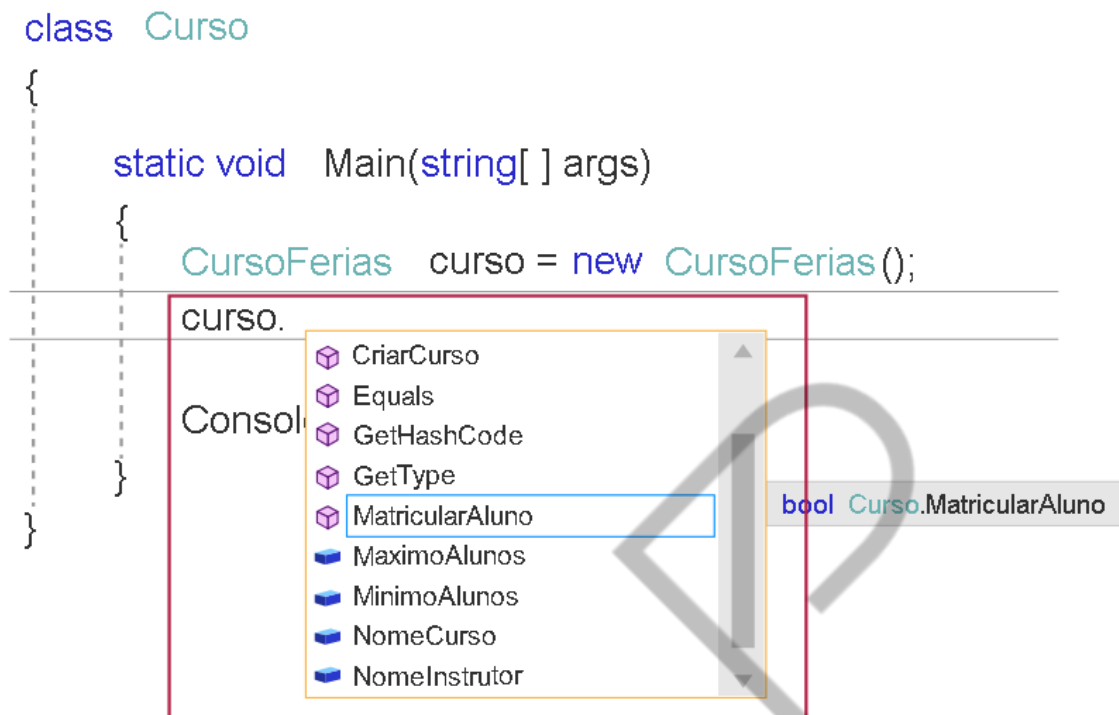 class Curso
{
static void Main(string[ ] args)
{
CursoFerias curso = new CursoFerias();
curso.
CriarCurso
Equals
Consol
GetHashCode
}
GetType
MatricularAluno
bool Curso.MatricularAluno
}
MaximoAlunos
MinimoAlunos
NomeCurso
NomeInstrutor